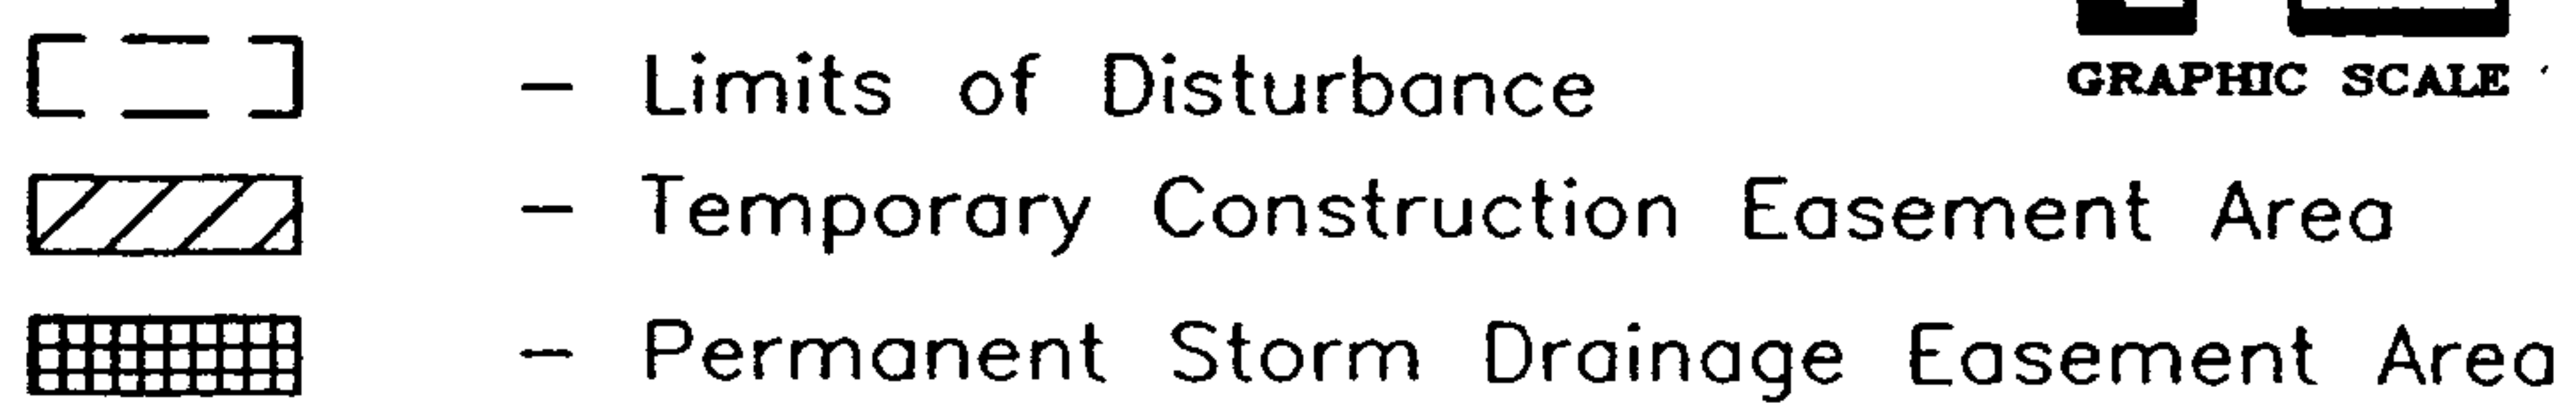 - Limits of Disturbance
GRAPHIC SCALE
- Temporary Construction Easement Area
- Permanent Storm Drainage Easement Area